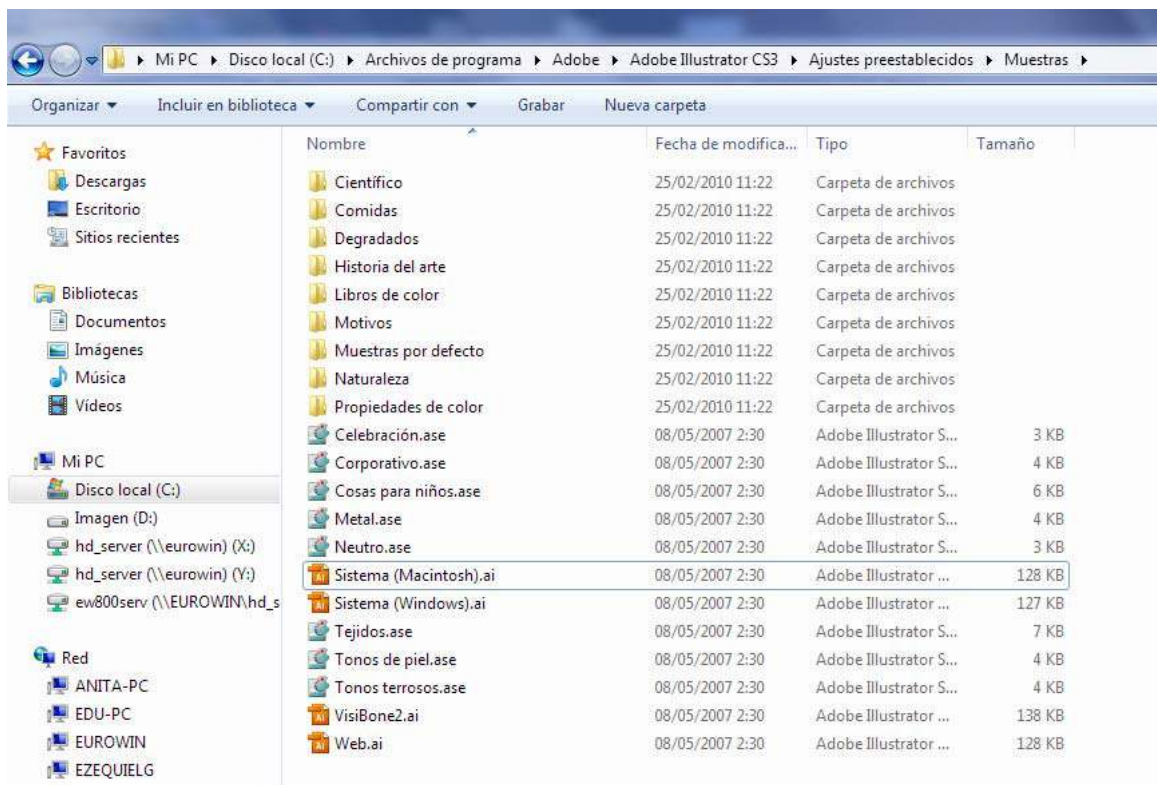 Mi PC ▸ Disco local (C:) ▸ Archivos de programa ▸ Adobe ▸ Adobe Illustrator CS3 ▸ Ajustes preestablecidos ▸ Muestras
Organizar Incluir en biblioteca Compartir con Grabar Nueva carpeta
Favoritos
Descargas
Escritorio
Sitios recientes
Bibliotecas
Documentos
Imágenes
Música
Vídeos
Mi PC
Disco local (C:)
Imagen (D:)
hd_server (\\eurowin) (X:)
hd_server (\\eurowin) (Y:)
ew800serv (\\EUROWIN\hd_s
Red
ANITA-PC
EDU-PC
EUROWIN
EZEQUIELG
Nombre Fecha de modifica... Tipo Tamaño
Científico 25/02/2010 11:22 Carpeta de archivos
Comidas 25/02/2010 11:22 Carpeta de archivos
Degradados 25/02/2010 11:22 Carpeta de archivos
Historia del arte 25/02/2010 11:22 Carpeta de archivos
Libros de color 25/02/2010 11:22 Carpeta de archivos
Motivos 25/02/2010 11:22 Carpeta de archivos
Muestras por defecto 25/02/2010 11:22 Carpeta de archivos
Naturaleza 25/02/2010 11:22 Carpeta de archivos
Propiedades de color 25/02/2010 11:22 Carpeta de archivos
Celebración.ase 08/05/2007 2:30 Adobe Illustrator S... 3 KB
Corporativo.ase 08/05/2007 2:30 Adobe Illustrator S... 4 KB
Cosas para niños.ase 08/05/2007 2:30 Adobe Illustrator S... 6 KB
Metal.ase 08/05/2007 2:30 Adobe Illustrator S... 4 KB
Neutro.ase 08/05/2007 2:30 Adobe Illustrator S... 3 KB
Sistema (Macintosh).ai 08/05/2007 2:30 Adobe Illustrator ... 128 KB
Sistema (Windows).ai 08/05/2007 2:30 Adobe Illustrator ... 127 KB
Tejidos.ase 08/05/2007 2:30 Adobe Illustrator S... 7 KB
Tonos de piel.ase 08/05/2007 2:30 Adobe Illustrator S... 4 KB
Tonos terrosos.ase 08/05/2007 2:30 Adobe Illustrator S... 4 KB
VisiBone2.ai 08/05/2007 2:30 Adobe Illustrator ... 138 KB
Web.ai 08/05/2007 2:30 Adobe Illustrator ... 128 KB